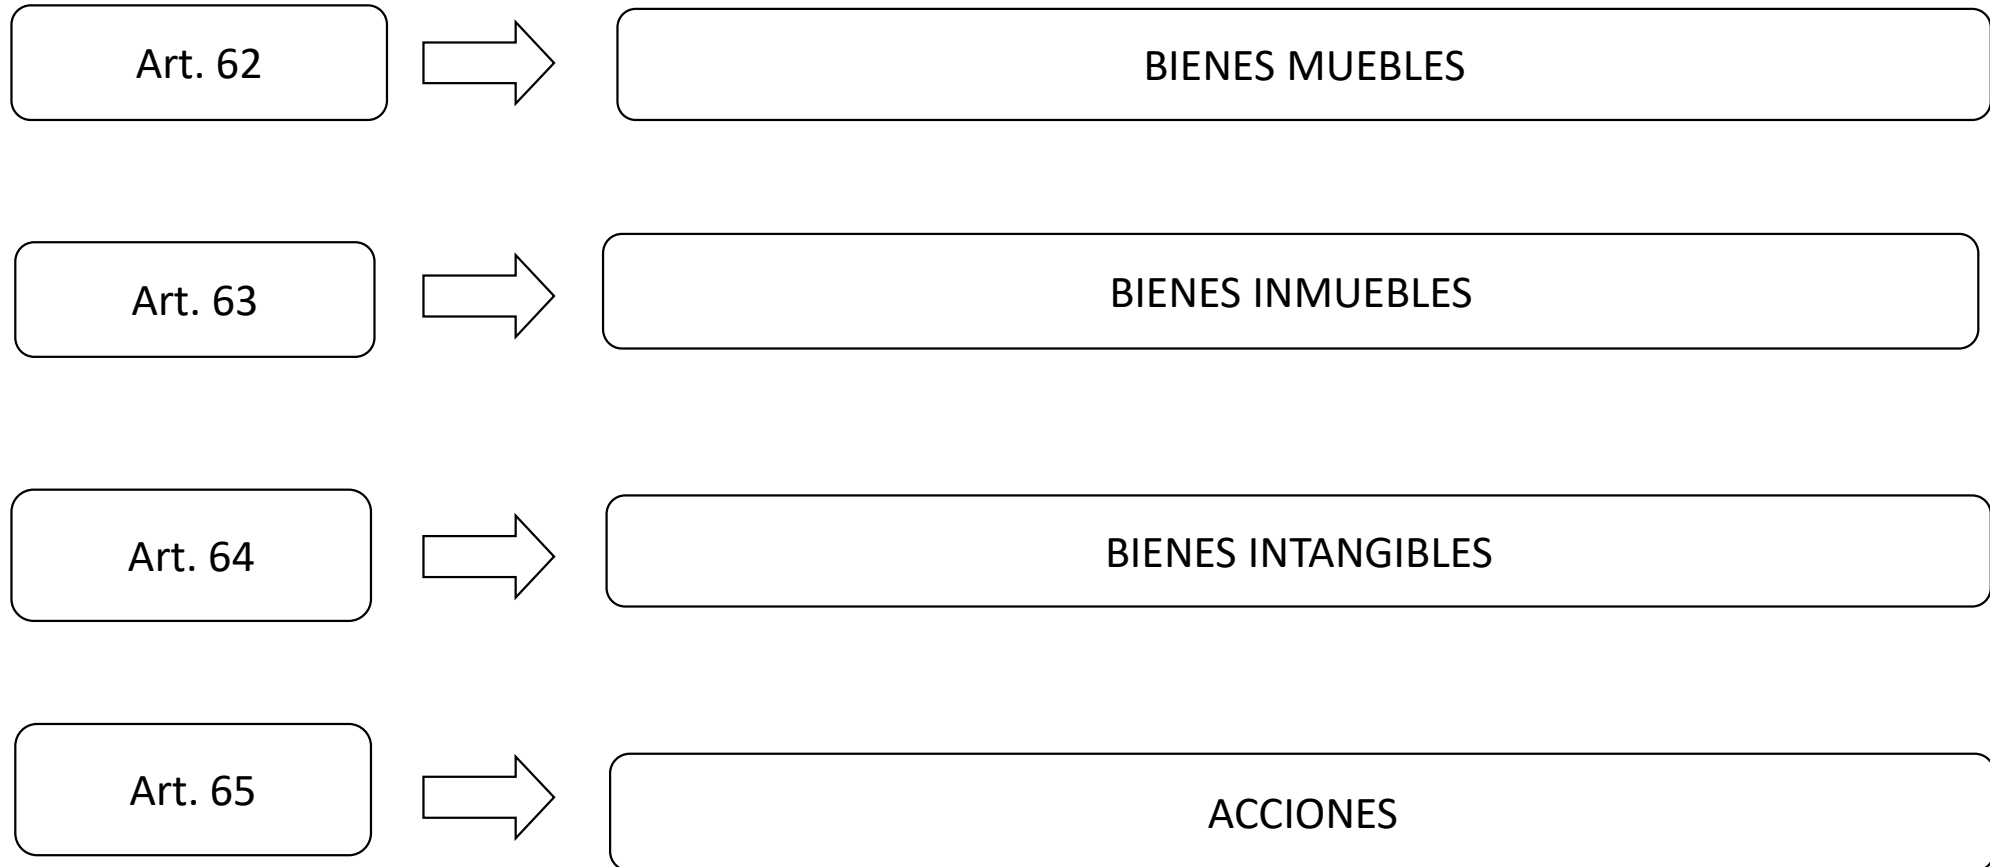 Art. 62
BIENES MUEBLES
Art. 63
BIENES INMUEBLES
Art. 64
BIENES INTANGIBLES
Art. 65
ACCIONES